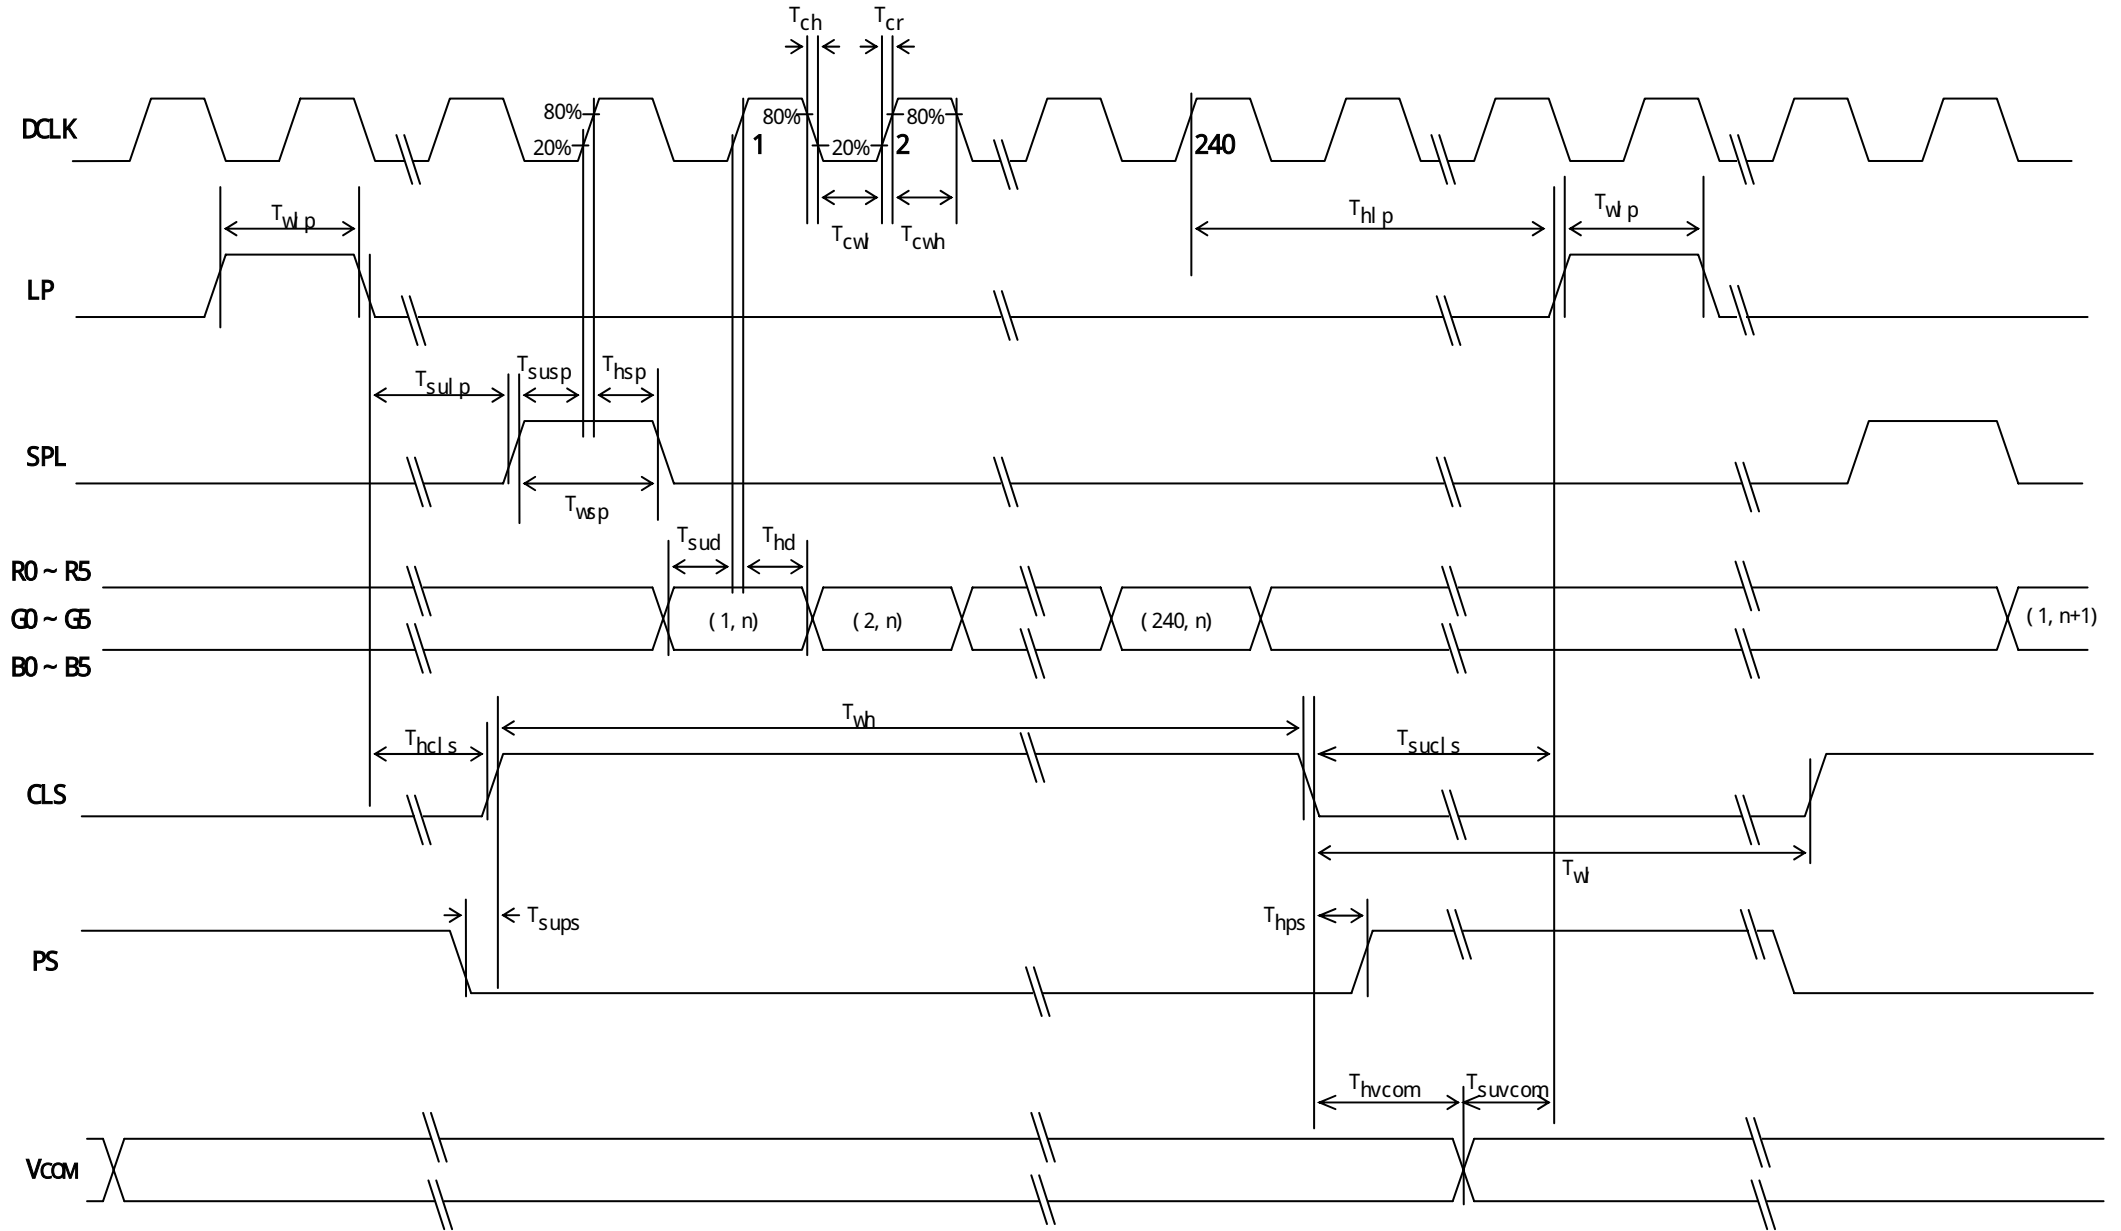 Tch Tcr
DCLK 80% 20% 80% 1 20% 80% 2 240
Twlp Tcwl Tcwh Thlp Twlp
LP
Tsulp Tsusp Thsp
SPL
Twsp
Tsud Thd
R0 ~ R5
G0 ~ G5 (1, n) (2, n) (240, n) (1, n+1)
B0 ~ B5
Twh
Thcls Tsucls
CLS
Twl
Tsups Thps
PS
Thvcom Tsuvcom
VCOM